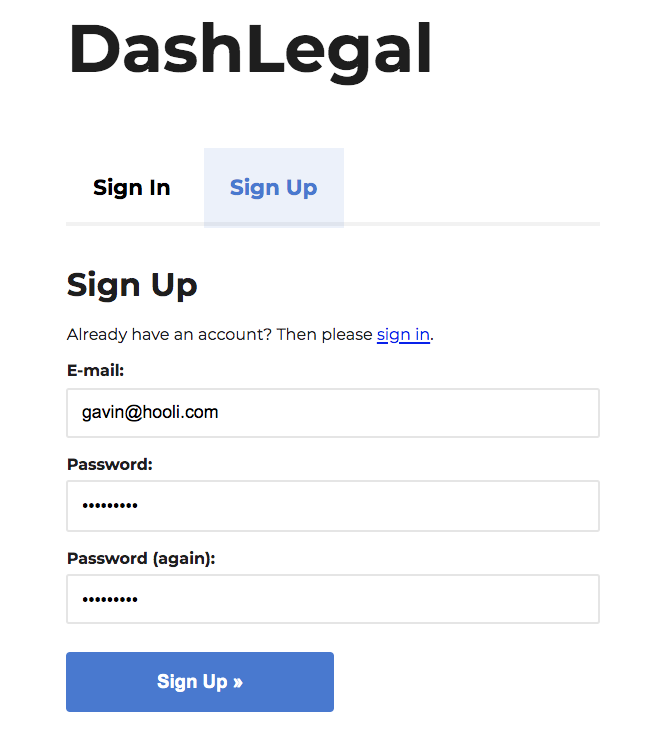 DashLegal
Sign In Sign Up
Sign Up
Already have an account? Then please sign in.
E-mail:
gavin@hooli.com
Password:
•••••••••
Password (again):
•••••••••
Sign Up »